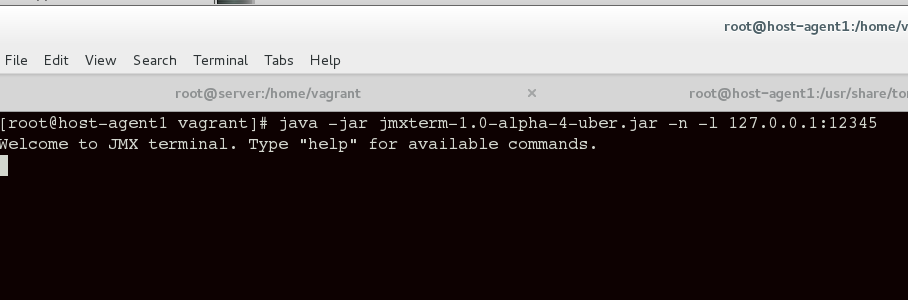 root@host-agent1:/home/v
File Edit View Search Terminal Tabs Help
root@server:/home/vagrant × root@host-agent1:/usr/share/to
[root@host-agent1 vagrant]# java -jar jmxterm-1.0-alpha-4-uber.jar -n -l 127.0.0.1:12345
Welcome to JMX terminal. Type "help" for available commands.